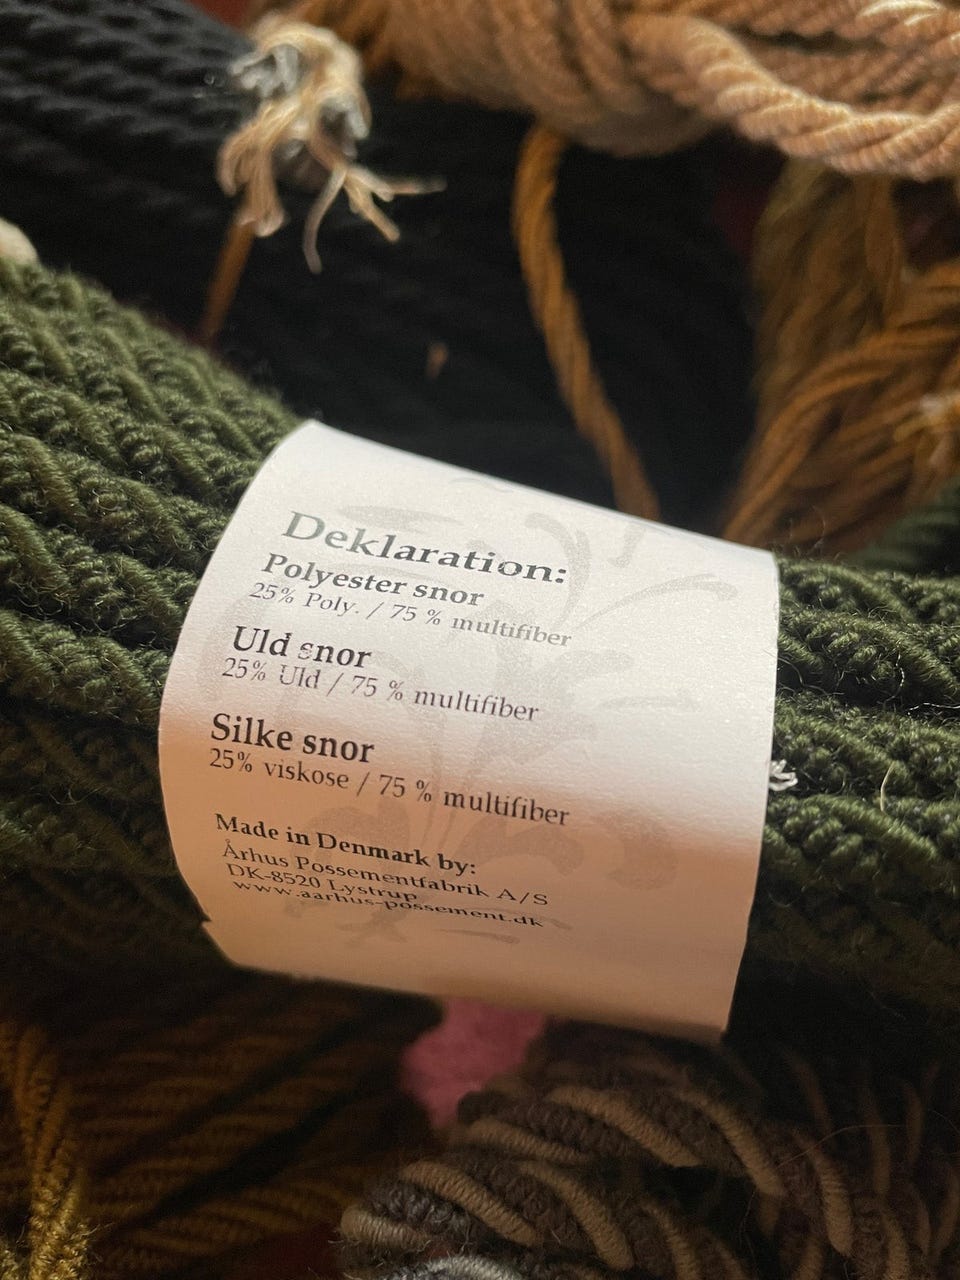 Deklaration:
Polyester snor
25% Poly. / 75 % multifiber
Uld snor
25% Uld / 75 % multifiber
Silke snor
25% viskose / 75 % multifiber
Made in Denmark by:
Århus Possementfabrik A/S
DK-8520 Lystrup
www.aarhus-possement.dk